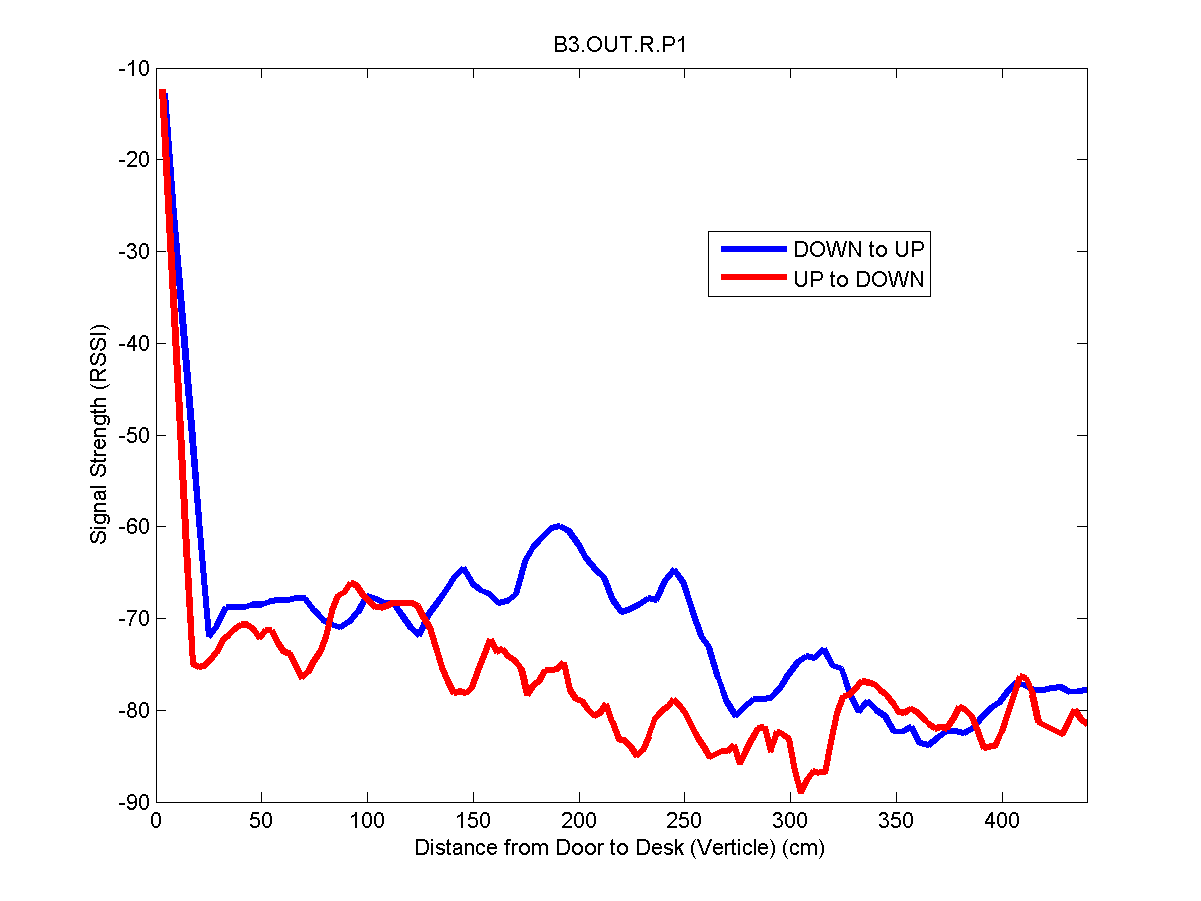 B3.OUT.R.P1
-10
-20
-30
-40
-50
-60
-70
-80
-90
Signal Strength (RSSI)
DOWN to UP
UP to DOWN
0 50 100 150 200 250 300 350 400
Distance from Door to Desk (Verticle) (cm)